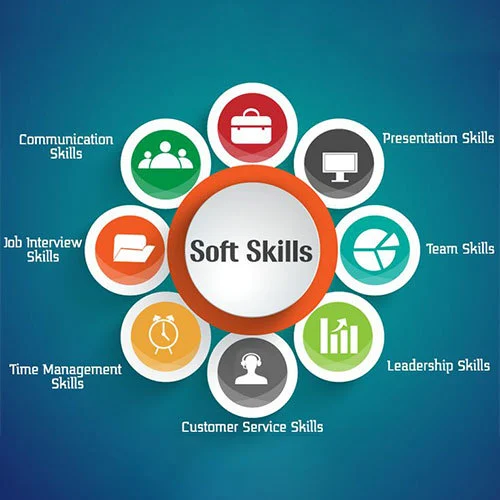 Communication
Skills
Presentation Skills
Job Interview
Skills
Soft Skills
Team Skills
Time Management
Skills
Leadership Skills
Customer Service Skills